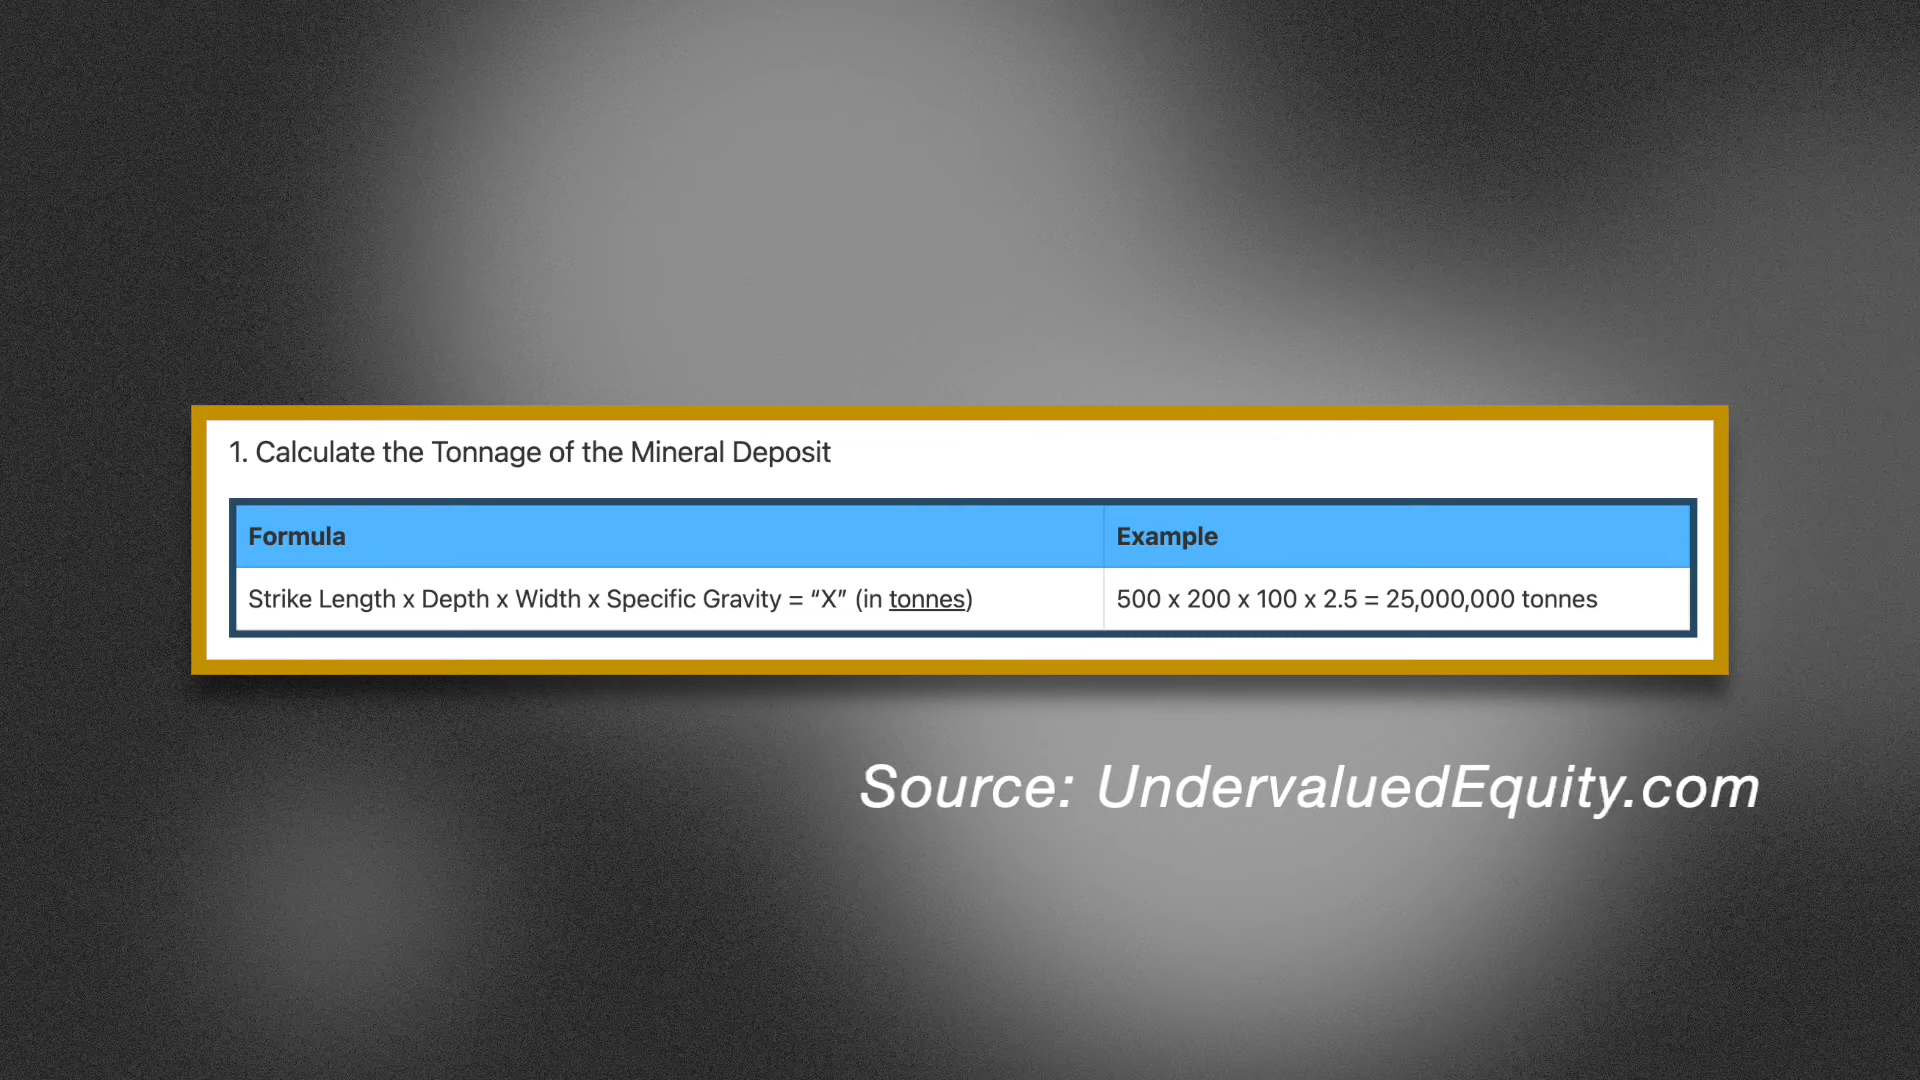 1. Calculate the Tonnage of the Mineral Deposit
Formula
Example
Strike Length x Depth x Width x Specific Gravity = “X” (in tonnes)
500 x 200 x 100 x 2.5 = 25,000,000 tonnes
Source: UndervaluedEquity.com